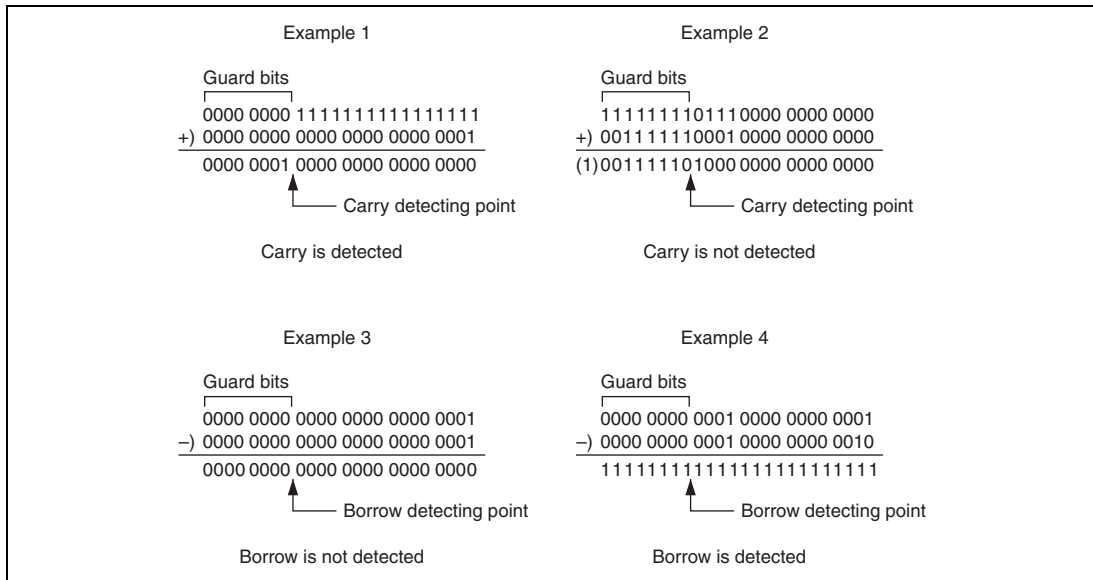 Example 1
Guard bits
0000 0000 1111111111111111
+) 0000 0000 0000 0000 0000 0001
0000 0001 0000 0000 0000 0000
Carry detecting point
Carry is detected
Example 2
Guard bits
111111110111 0000 0000 0000
+) 001111110001 0000 0000 0000
(1) 001111101000 0000 0000 0000
Carry detecting point
Carry is not detected
Example 3
Guard bits
0000 0000 0000 0000 0000 0001
–) 0000 0000 0000 0000 0000 0001
0000 0000 0000 0000 0000 0000
Borrow detecting point
Borrow is not detected
Example 4
Guard bits
0000 0000 0001 0000 0000 0001
–) 0000 0000 0001 0000 0000 0010
111111111111111111111111
Borrow detecting point
Borrow is detected